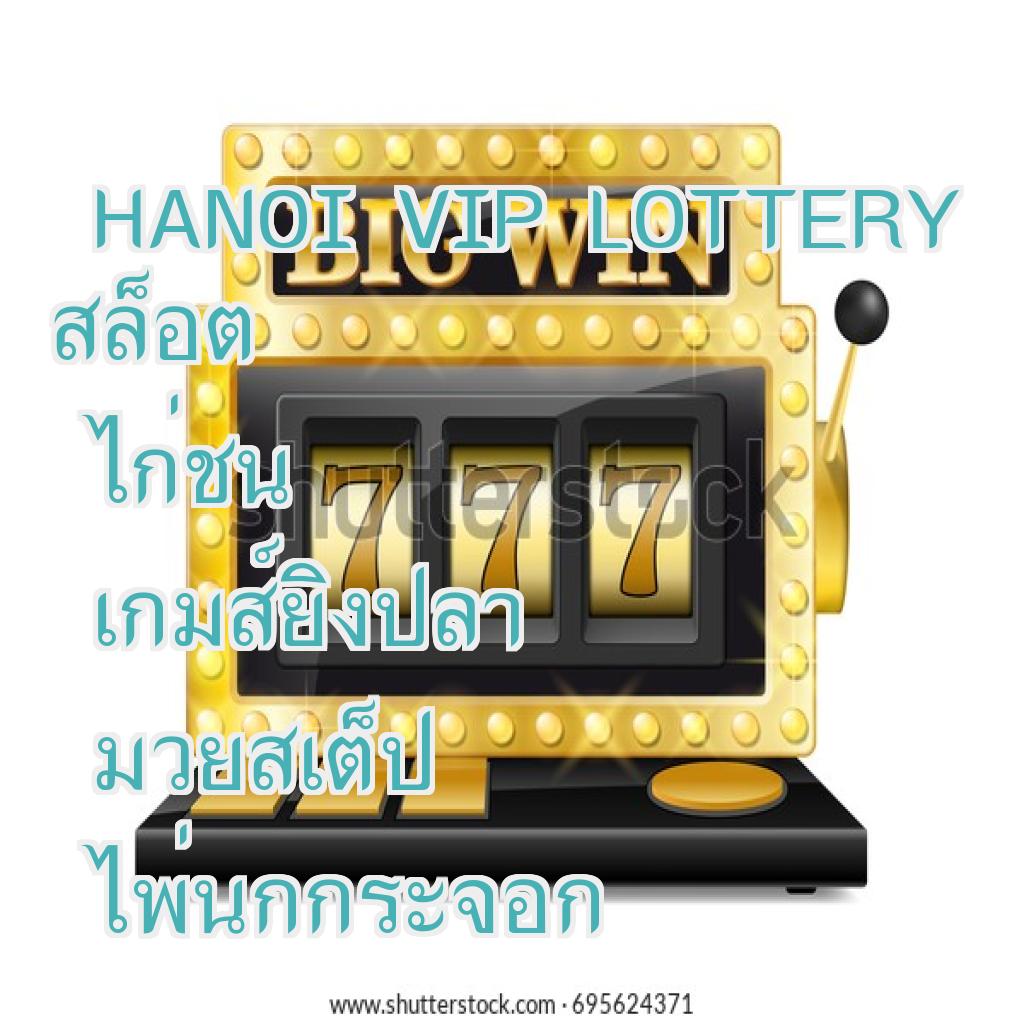 HANOI VIP LOTTERY
BIG WIN
สล็อต
ไก่ชน
777
shutterstock
เกมส์ยิงปลา
มวยสเต็ป
ไพ่นกกระจอก
www.shutterstock.com · 695624371